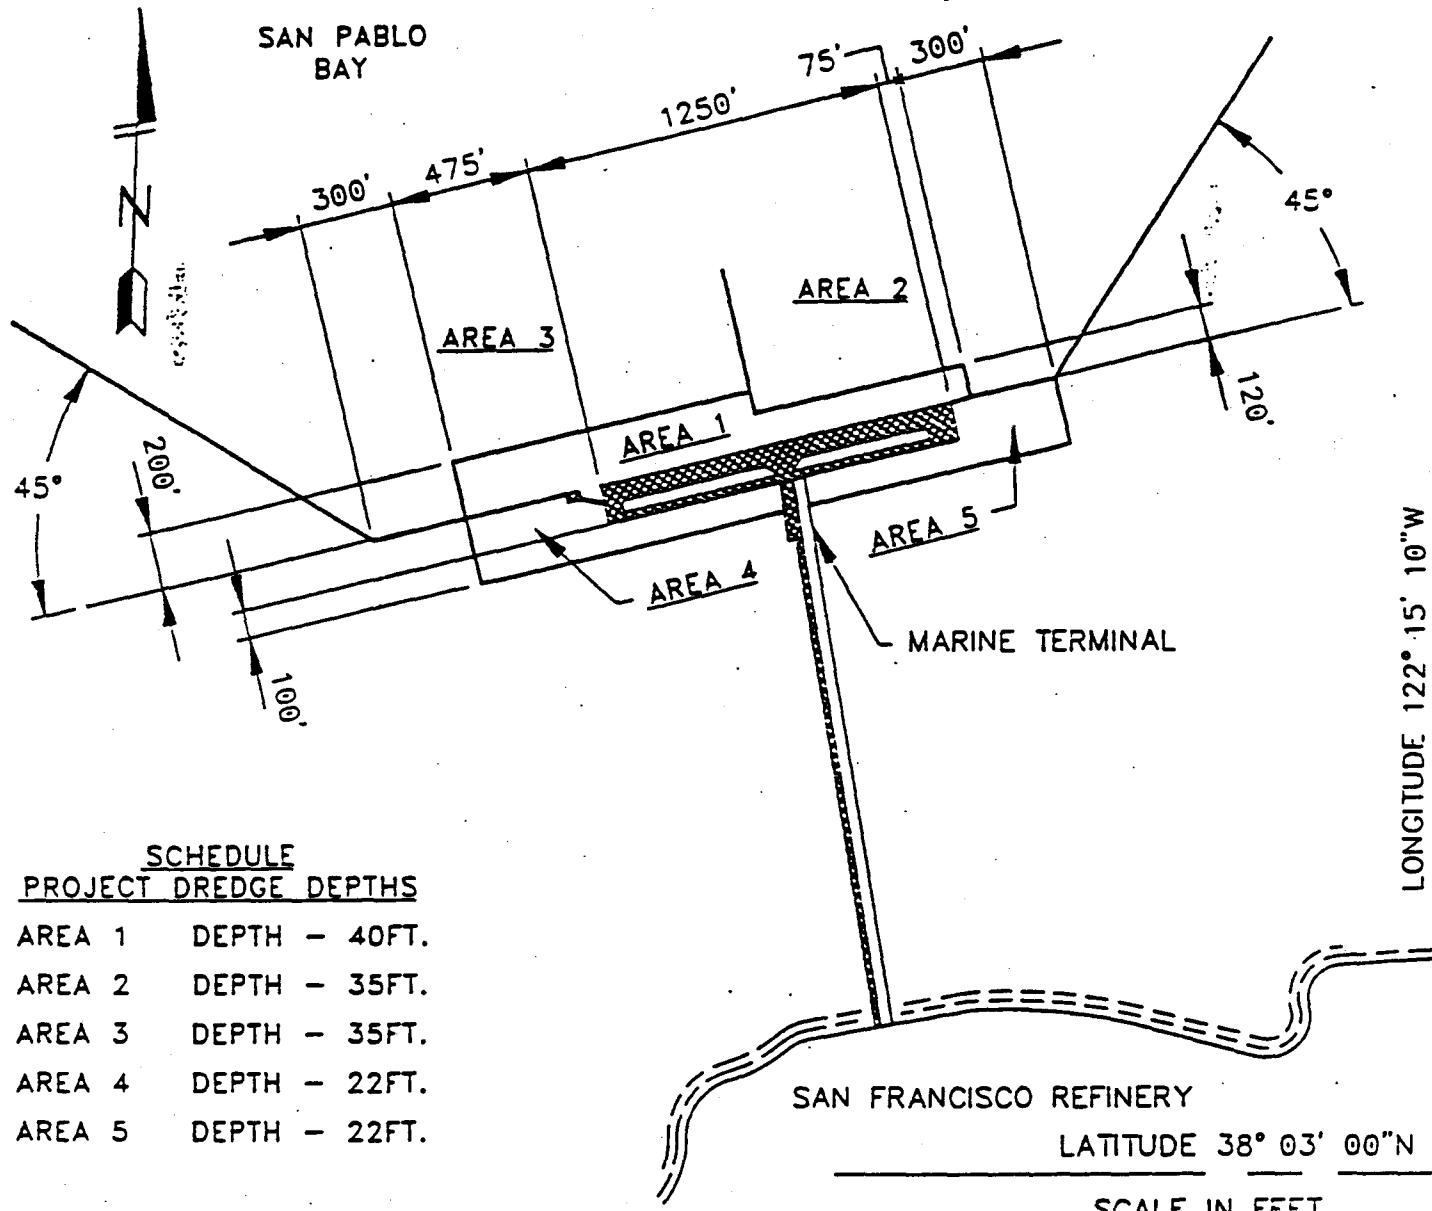 SAN PABLO
BAY
N
300'
475'
1250'
75'
300'
45°
45°
AREA 3
AREA 2
AREA 1
AREA 4
AREA 5
200'
100'
120'
MARINE TERMINAL
LONGITUDE 122° 15' 10"W
SCHEDULE
PROJECT DREDGE DEPTHS
AREA 1 DEPTH - 40FT.
AREA 2 DEPTH - 35FT.
AREA 3 DEPTH - 35FT.
AREA 4 DEPTH - 22FT.
AREA 5 DEPTH - 22FT.
SAN FRANCISCO REFINERY
LATITUDE 38° 03' 00"N
SCALE IN FEET